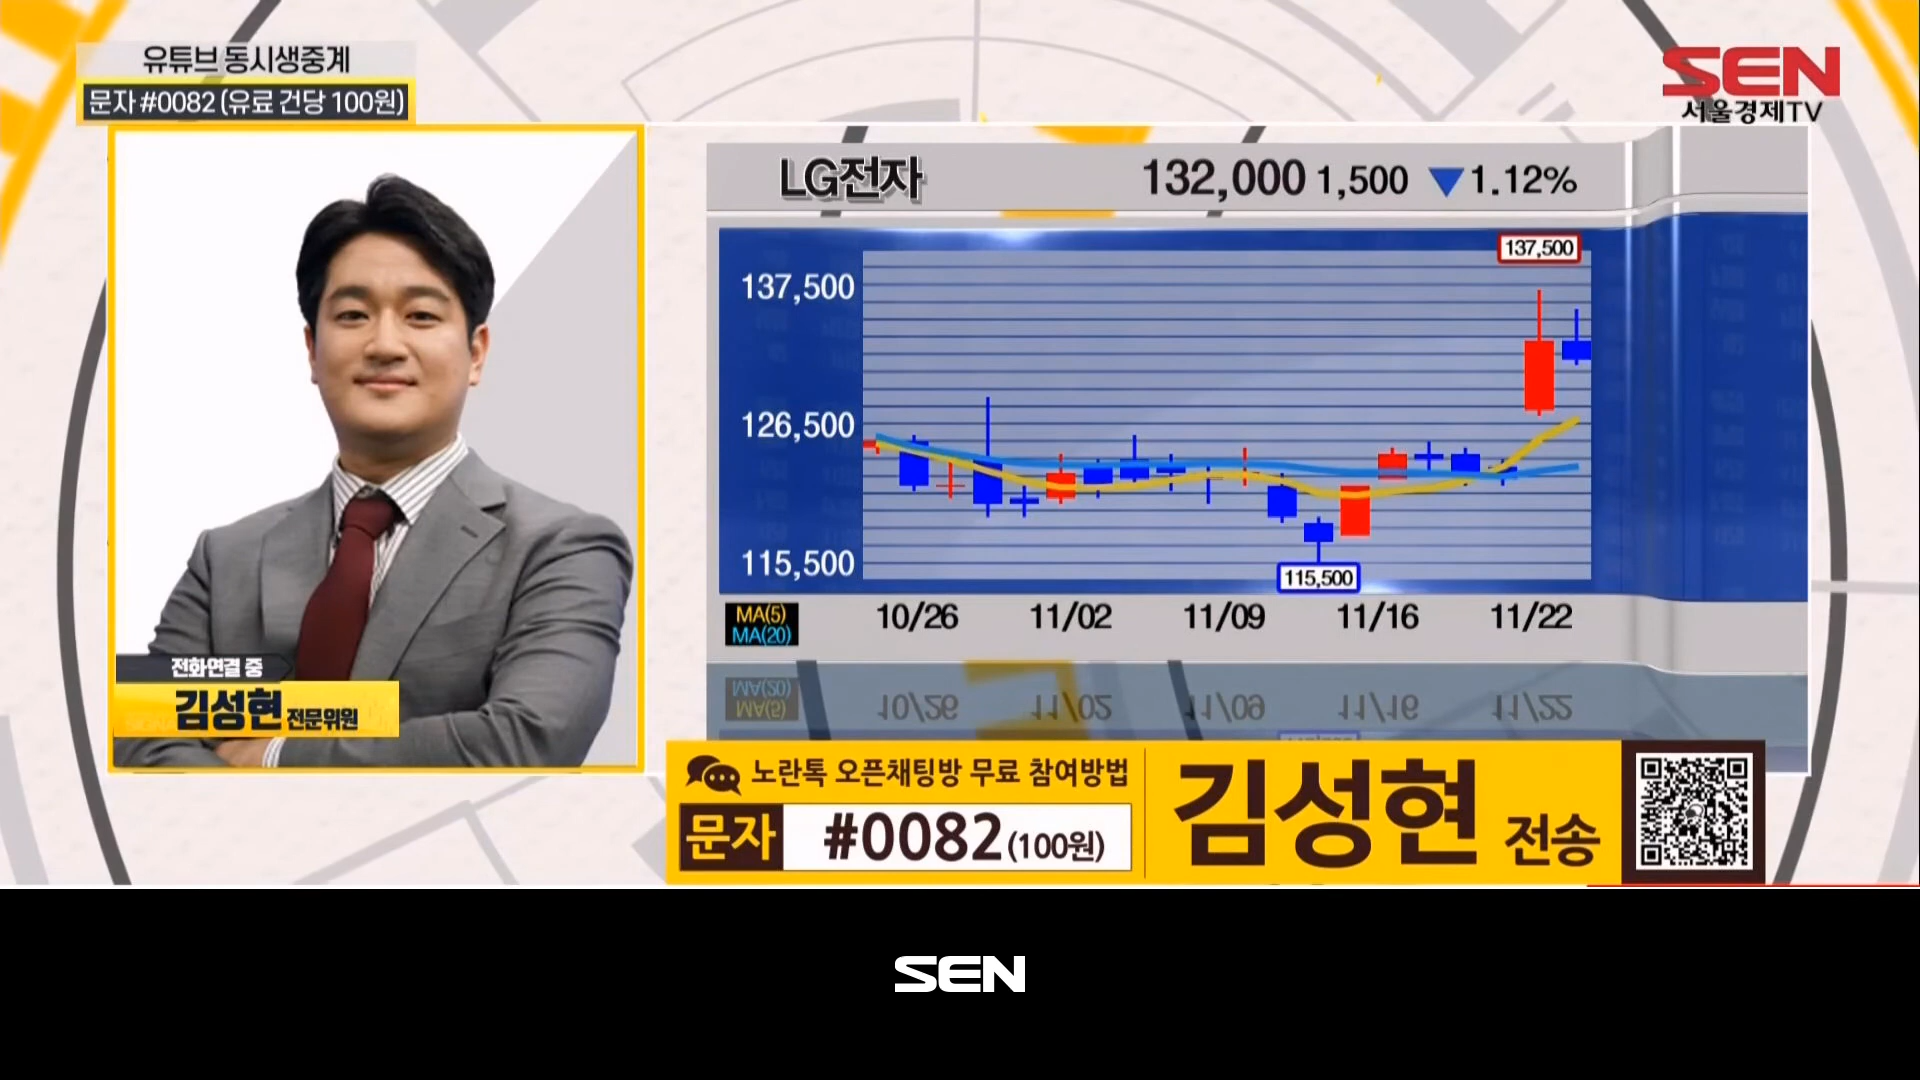 유튜브 동시생중계
문자 #0082 (유료 건당 100원)
SEN
서울경제TV
LG전자 132,000 1,500 ▼1.12%
137,500
137,500
126,500
115,500
115,500
MA(5)
MA(20)
10/26 11/02 11/09 11/16 11/22
전화연결 중
김성현 전문위원
노란톡 오픈채팅방 무료 참여방법
문자 #0082(100원)
김성현 전송
SEN